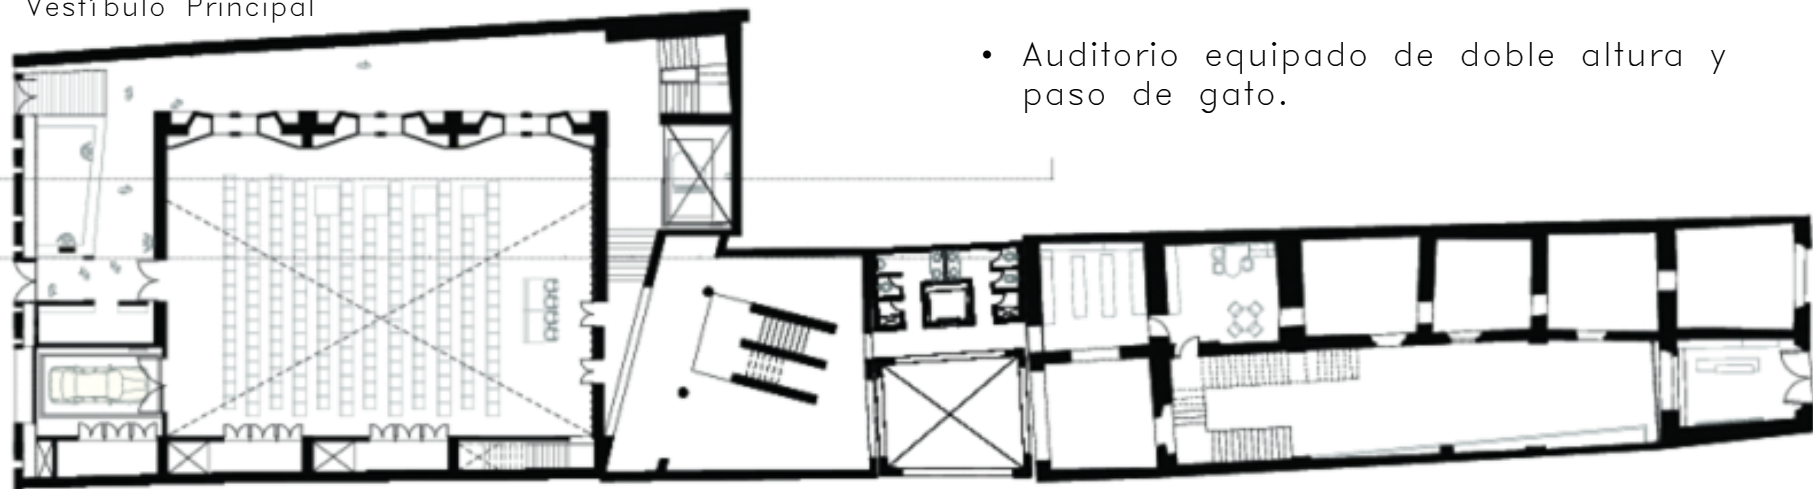 Vestíbulo Principal
• Auditorio equipado de doble altura y
paso de gato.